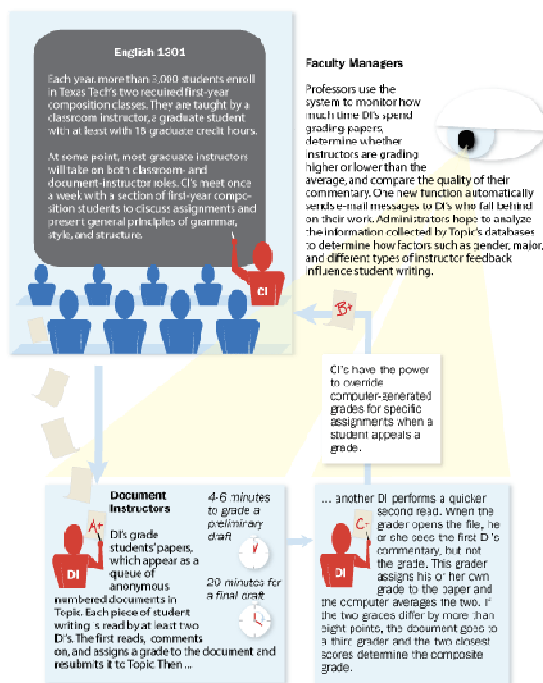 English 1301
Each year, more than 3,000 students enroll
in Texas Tech's two required first-year
composition classes. They are taught by a
classroom instructor, a graduate student
with at least with 18 graduate credit hours.
At some point, most graduate instructors
will take on both classroom- and
document-instructor roles. CI's meet once
a week with a section of first-year compo-
sition students to discuss assignments and
present general principles of grammar,
style, and structure.
CI
Faculty Managers
Professors use the
system to monitor how
much time DI's spend
grading papers,
determine whether
instructors are grading
higher or lower than the
average, and compare the quality of their
commentary. One new function automatically
sends e-mail messages to DI's who fall behind
on their work. Administrators hope to analyze
the information collected by Topic's databases
to determine how factors such as gender, major,
and different types of instructor feedback
influence student writing.
B+
CI's have the power
to override
computer-generated
grades for specific
assignments when a
student appeals a
grade.
Document
Instructors
A+
DI
DI's grade
students' papers,
which appear as a
queue of
anonymous
numbered documents in
Topic. Each piece of student
writing is read by at least two
DI's. The first reads, comments
on, and assigns a grade to the document and
resubmits it to Topic. Then ...
4-6 minutes
to grade a
preliminary
draft
20 minutes for
a final draft
... another DI performs a quicker
second read. When the
grader opens the file, he
or she sees the first DI's
commentary, but not
the grade. This grader
assigns his or her own
grade to the paper and
the computer averages the two. If
the two grades differ by more than
eight points, the document goes to
a third grader and the two closest
scores determine the composite
grade.
C-
DI